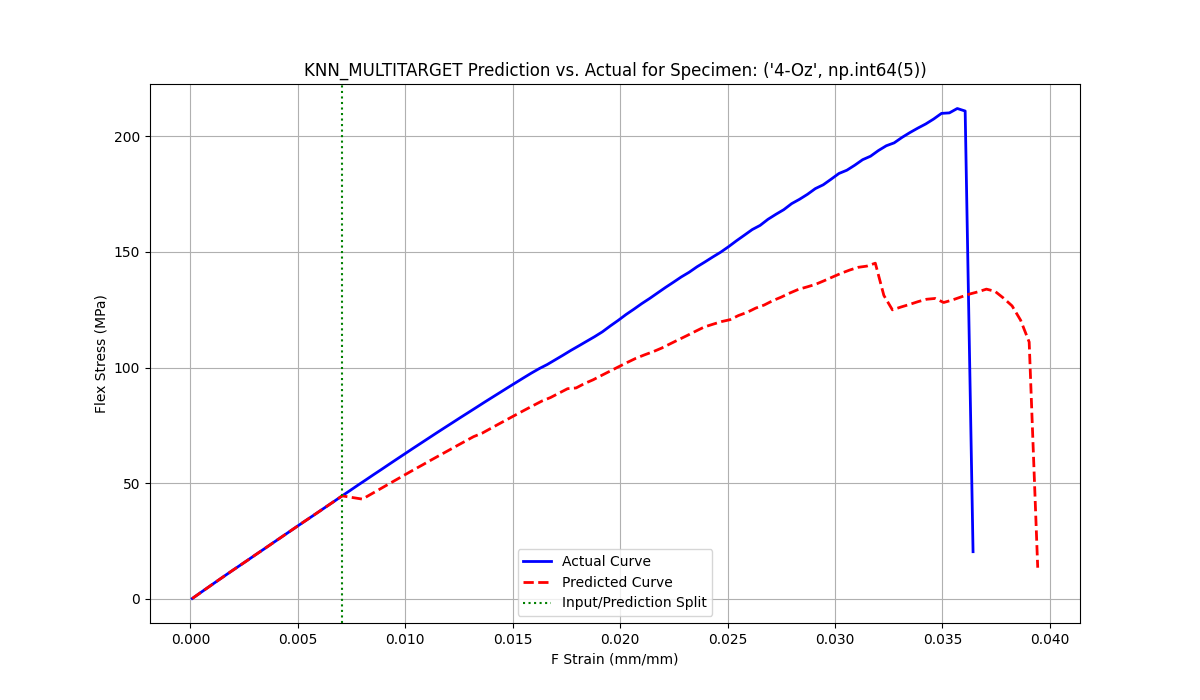 KNN_MULTITARGET Prediction vs. Actual for Specimen: ('4-Oz', np.int64(5))
Flex Stress (MPa)
200
150
100
50
0
Actual Curve
Predicted Curve
Input/Prediction Split
0.000 0.005 0.010 0.015 0.020 0.025 0.030 0.035 0.040
F Strain (mm/mm)